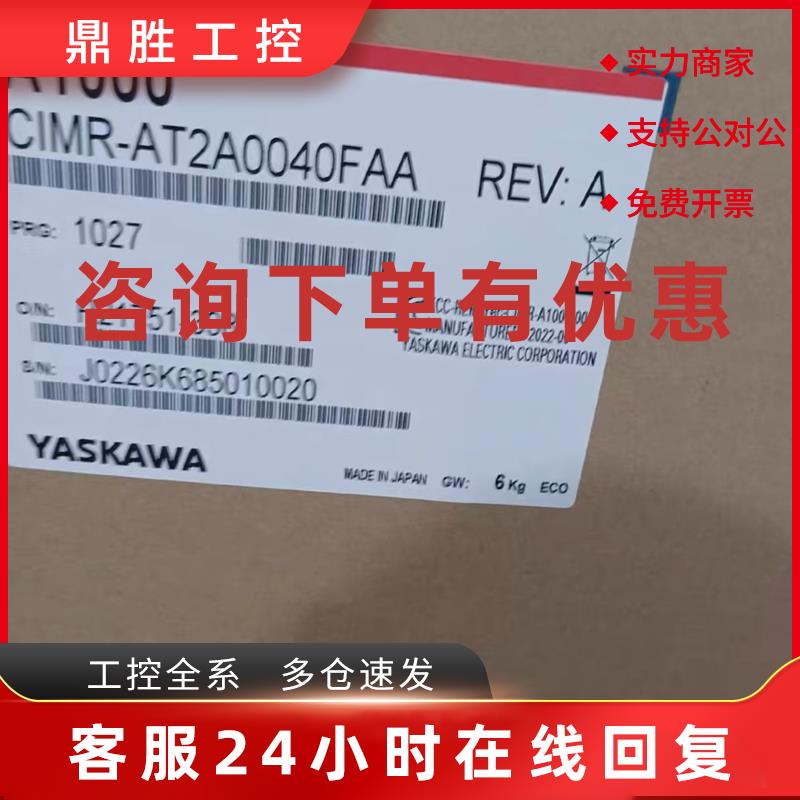 鼎胜工控
实力商家
支持公对公
免费开票
A1000
CIMR-AT2A0040FAA
REV: A
PRG: 1027
咨询下单有优惠
O/N:
MANUFACTURE
YASKAWA ELECTRIC CORPORATION
S/N: J0226K685010020
YASKAWA
MADE IN JAPAN GW: 6 Kg ECO
工控全系 多仓速发
客服24小时在线回复